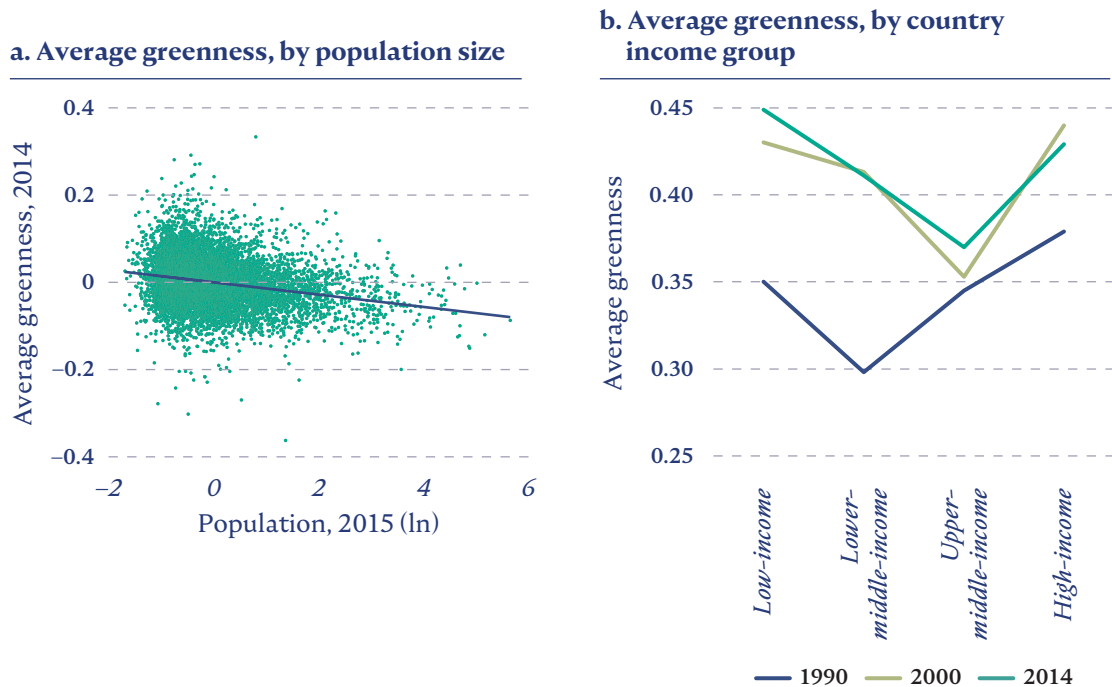 a. Average greenness, by population size
0.4
0.2
0
−0.2
−0.4
Average greenness, 2014
−2 0 2 4 6
Population, 2015 (ln)
b. Average greenness, by country
income group
0.45
0.40
0.35
0.30
0.25
Average greenness
Low-income
Lower-
middle-income
Upper
middle-income
High-income
1990 2000 2014